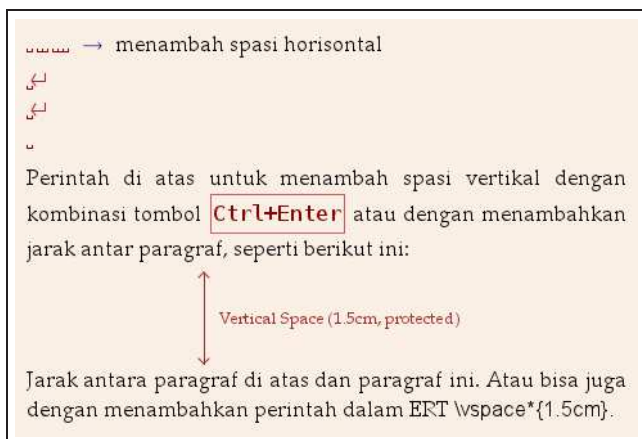 → menambah spasi horisontal
Perintah di atas untuk menambah spasi vertikal dengan
kombinasi tombol Ctrl+Enter atau dengan menambahkan
jarak antar paragraf, seperti berikut ini:
Vertical Space (1.5cm, protected)
Jarak antara paragraf di atas dan paragraf ini. Atau bisa juga
dengan menambahkan perintah dalam ERT \vspace*{1.5cm}.